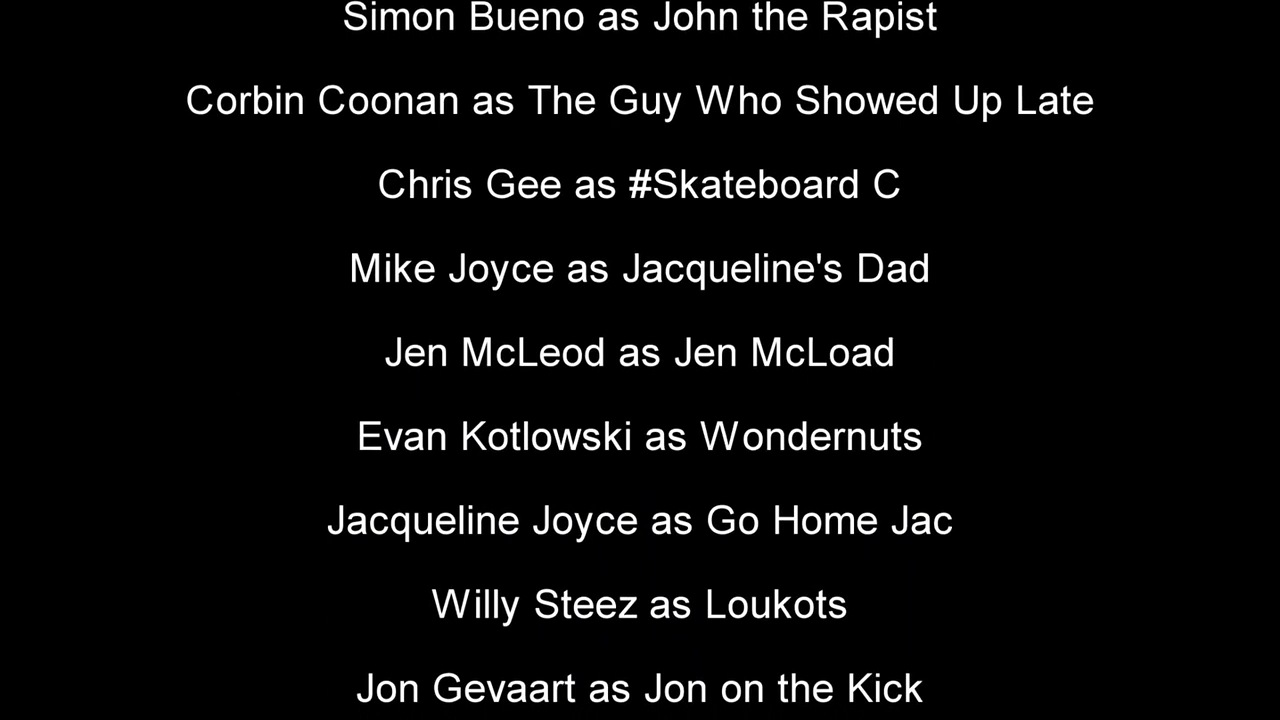 Simon Bueno as John the Rapist
Corbin Coonan as The Guy Who Showed Up Late
Chris Gee as #Skateboard C
Mike Joyce as Jacqueline's Dad
Jen McLeod as Jen McLoad
Evan Kotlowski as Wondernuts
Jacqueline Joyce as Go Home Jac
Willy Steez as Loukots
Jon Gevaart as Jon on the Kick